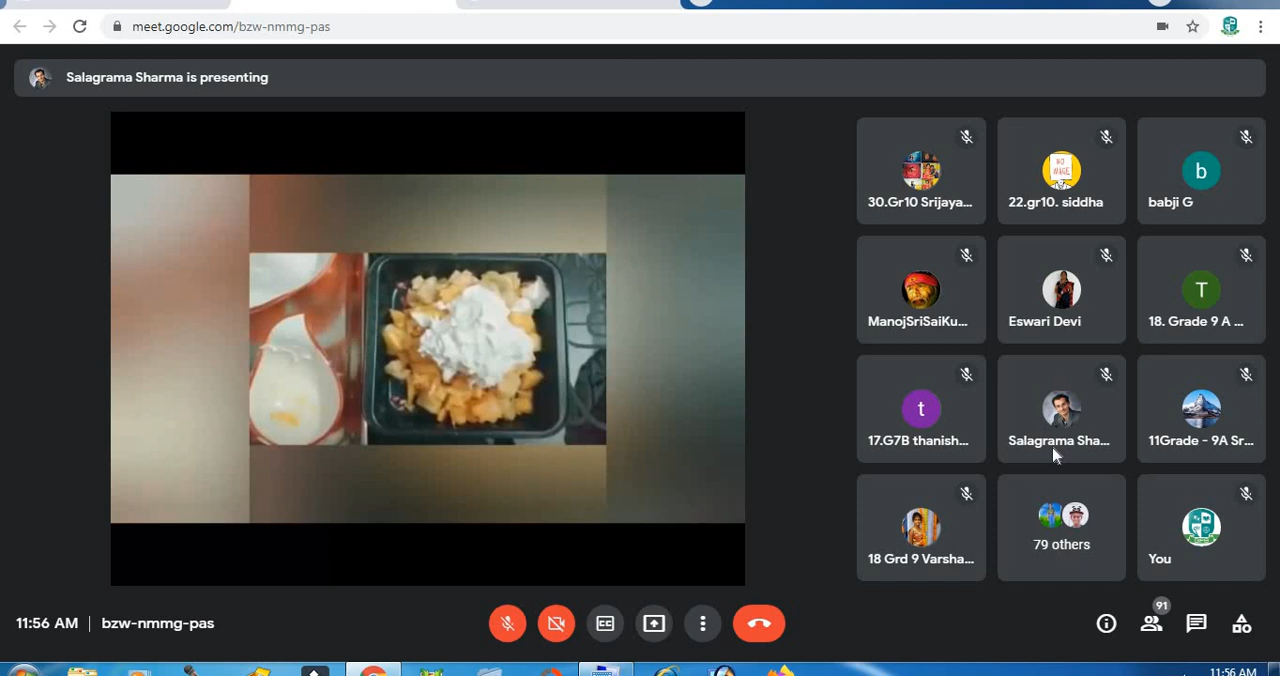 meet.google.com/bzw-nmmg-pas
Salagrama Sharma is presenting
30.Gr10 Srijaya...
22.gr10. siddha
b
babji G
ManojSriSaiKu...
Eswari Devi
T
18. Grade 9 A ...
t
17.G7B thanish...
Salagrama Sha...
11Grade - 9A Sr...
18 Grd 9 Varsha...
79 others
You
11:56 AM | bzw-nmmg-pas
91
11:56 AM